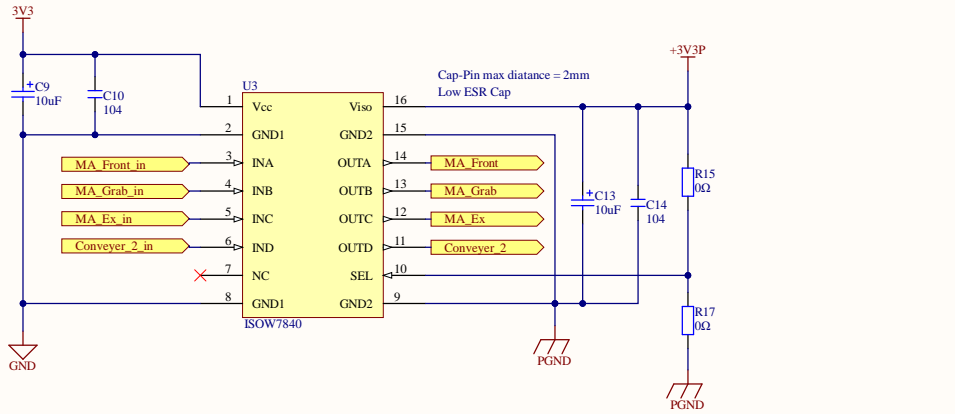 3V3
+3V3P
C9
10uF
C10
104
U3
Cap-Pin max diatance = 2mm
Low ESR Cap
1 Vcc Viso 16
2 GND1 GND2 15
MA_Front_in 3 INA OUTA 14 MA_Front
MA_Grab_in 4 INB OUTB 13 MA_Grab
MA_Ex_in 5 INC OUTC 12 MA_Ex
Conveyer_2_in 6 IND OUTD 11 Conveyer_2
7 NC SEL 10
8 GND1 GND2 9
ISOW7840
C13
10uF
C14
104
R15
0Ω
R17
0Ω
GND
PGND
PGND